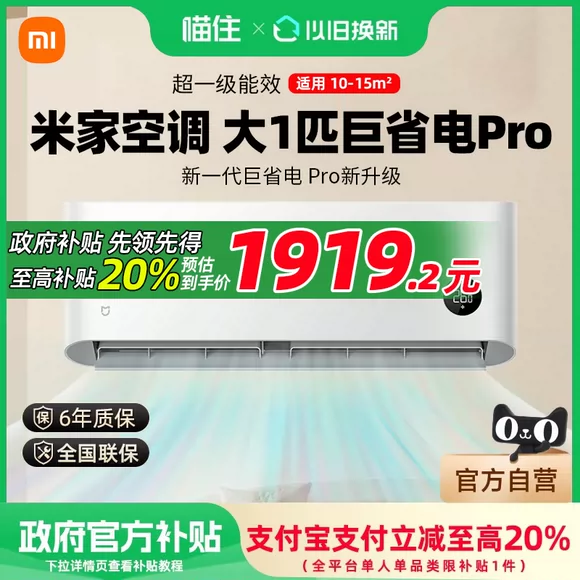 喵住 × 以旧换新
超一级能效 适用 10-15m²
米家空调 大1匹巨省电Pro
新一代巨省电 Pro新升级
政府补贴 先领先得
至高补贴20% 预估到手价 1919.2元
6年质保
全国联保
官方自营
政府官方补贴
下拉详情页查看补贴教程
支付宝支付立减至高20%
(全平台单人单品类限补贴1件)